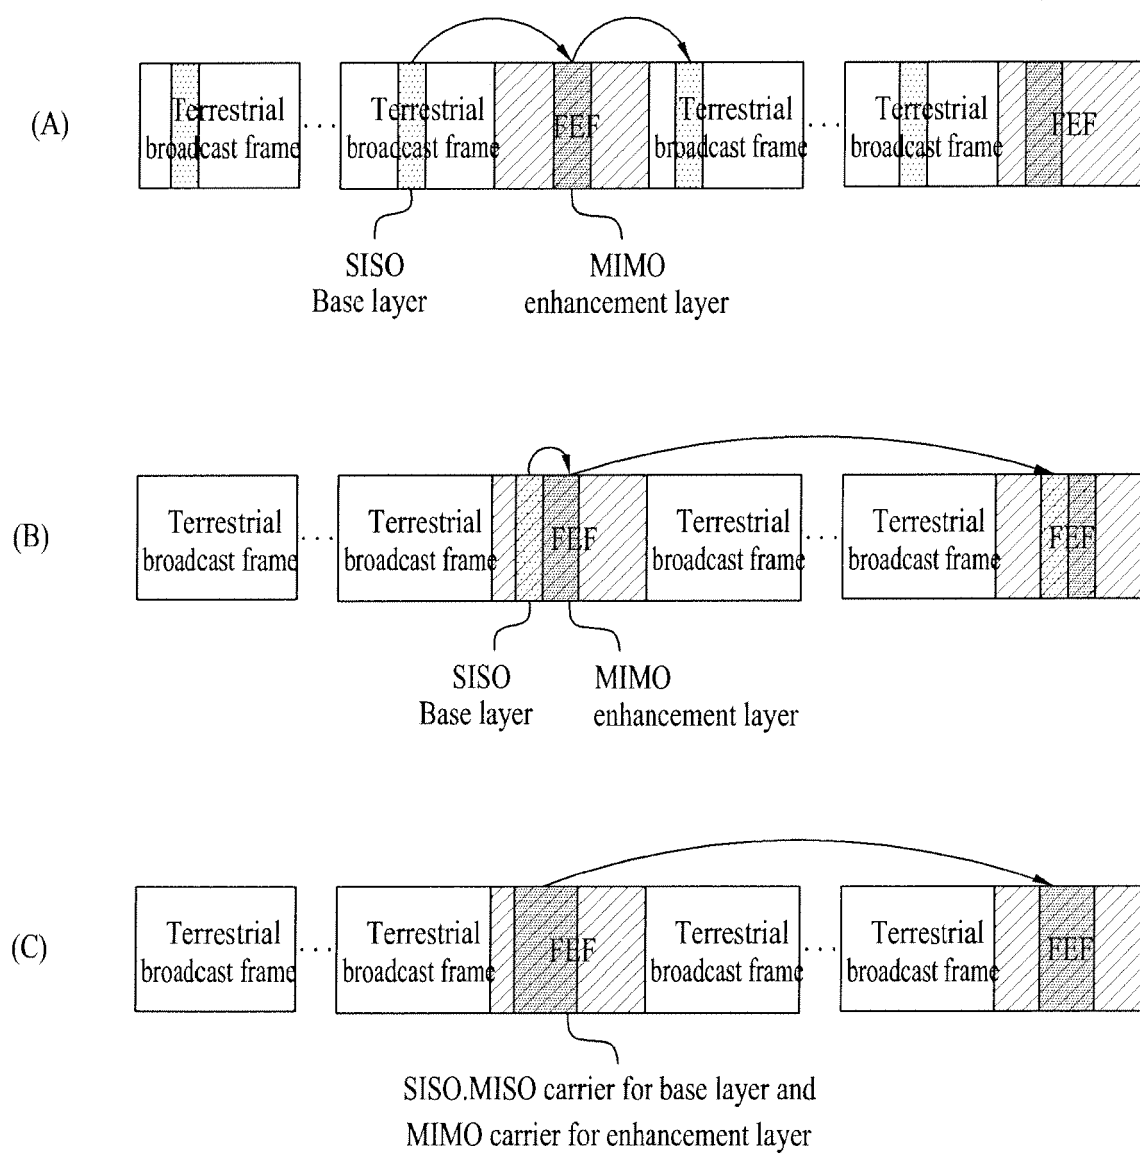 (A)
Terrestrial
broadcast frame
. . .
Terrestrial
broadcast frame
FEF
Terrestrial
broadcast frame
. . .
Terrestrial
broadcast frame
FEF
SISO
Base layer
MIMO
enhancement layer
(B)
Terrestrial
broadcast frame
. . .
Terrestrial
broadcast frame
FEF
Terrestrial
broadcast frame
. . .
Terrestrial
broadcast frame
FEF
SISO
Base layer
MIMO
enhancement layer
(C)
Terrestrial
broadcast frame
. . .
Terrestrial
broadcast frame
FEF
Terrestrial
broadcast frame
. . .
Terrestrial
broadcast frame
FEF
SISO.MISO carrier for base layer and
MIMO carrier for enhancement layer